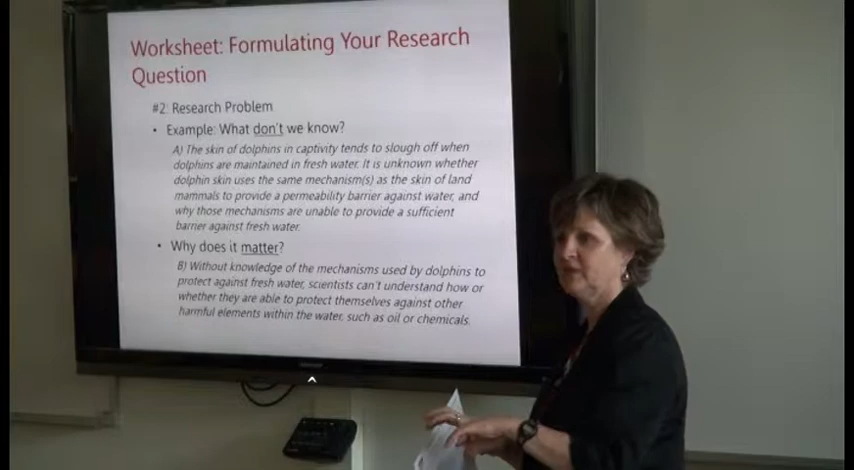 Worksheet: Formulating Your Research
Question
#2: Research Problem
• Example: What don't we know?
A) The skin of dolphins in captivity tends to slough off when
dolphins are maintained in fresh water. It is unknown whether
dolphin skin uses the same mechanism(s) as the skin of land
mammals to provide a permeability barrier against water, and
why those mechanisms are unable to provide a sufficient
barrier against fresh water.
• Why does it matter?
B) Without knowledge of the mechanisms used by dolphins to
protect against fresh water, scientists can't understand how or
whether they are able to protect themselves against other
harmful elements within the water, such as oil or chemicals.